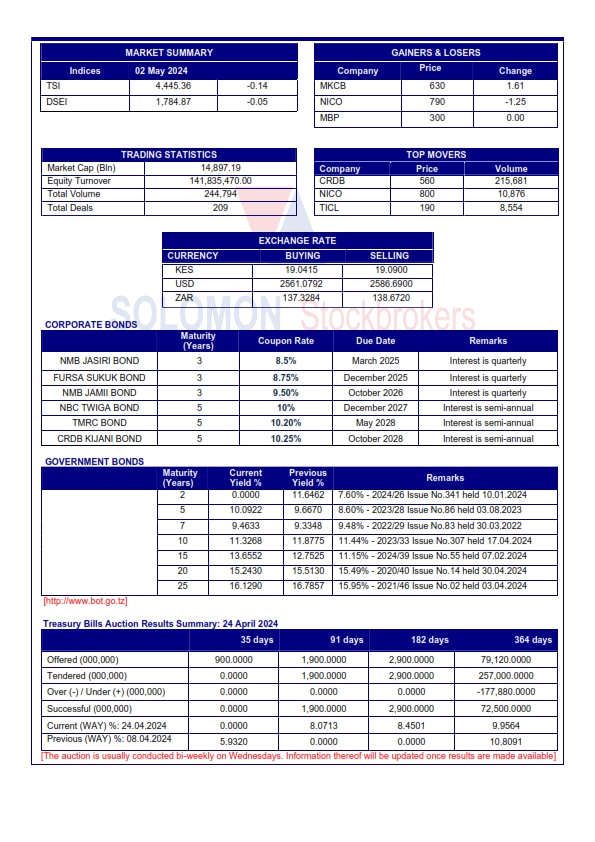 MARKET SUMMARY
Indices 02 May 2024
TSI 4,445.36 -0.14
DSEI 1,784.87 -0.05
GAINERS & LOSERS
Company Price Change
MKCB 630 1.61
NICO 790 -1.25
MBP 300 0.00
TRADING STATISTICS
Market Cap (Bln) 14,897.19
Equity Turnover 141,835,470.00
Total Volume 244,794
Total Deals 209
TOP MOVERS
Company Price Volume
CRDB 560 215,681
NICO 800 10,876
TICL 190 8,554
EXCHANGE RATE
CURRENCY BUYING SELLING
KES 19.0415 19.0900
USD 2561.0792 2586.6900
ZAR 137.3284 138.6720
SOLOMON Stockbrokers
CORPORATE BONDS
Maturity (Years) Coupon Rate Due Date Remarks
NMB JASIRI BOND 3 8.5% March 2025 Interest is quarterly
FURSA SUKUK BOND 3 8.75% December 2025 Interest is quarterly
NMB JAMII BOND 3 9.50% October 2026 Interest is quarterly
NBC TWIGA BOND 5 10% December 2027 Interest is semi-annual
TMRC BOND 5 10.20% May 2028 Interest is semi-annual
CRDB KIJANI BOND 5 10.25% October 2028 Interest is semi-annual
GOVERNMENT BONDS
Maturity (Years) Current Yield % Previous Yield % Remarks
2 0.0000 11.6462 7.60% - 2024/26 Issue No.341 held 10.01.2024
5 10.0922 9.6670 8.60% - 2023/28 Issue No.86 held 03.08.2023
7 9.4633 9.3348 9.48% - 2022/29 Issue No.83 held 30.03.2022
10 11.3268 11.8775 11.44% - 2023/33 Issue No.307 held 17.04.2024
15 13.6552 12.7525 11.15% - 2024/39 Issue No.55 held 07.02.2024
20 15.2430 15.5130 15.49% - 2020/40 Issue No.14 held 30.04.2024
25 16.1290 16.7857 15.95% - 2021/46 Issue No.02 held 03.04.2024
[http://www.bot.go.tz]
Treasury Bills Auction Results Summary: 24 April 2024
35 days 91 days 182 days 364 days
Offered (000,000) 900.0000 1,900.0000 2,900.0000 79,120.0000
Tendered (000,000) 0.0000 1,900.0000 2,900.0000 257,000.0000
Over (-) / Under (+) (000,000) 0.0000 0.0000 0.0000 -177,880.0000
Successful (000,000) 0.0000 1,900.0000 2,900.0000 72,500.0000
Current (WAY) %: 24.04.2024 0.0000 8.0713 8.4501 9.9564
Previous (WAY) %: 08.04.2024 5.9320 0.0000 0.0000 10.8091
[The auction is usually conducted bi-weekly on Wednesdays. Information thereof will be updated once results are made available]